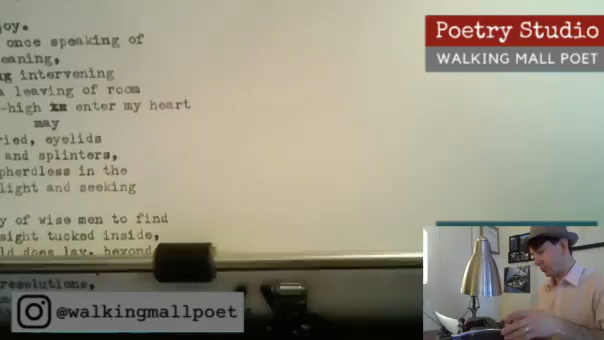 joy.
once speaking of
eaning,
intervening
a leaving of room
-high enter my heart
may
ried, eyelids
and splinters,
pherdless in the
light and seeking
y of wise men to find
sight tucked inside,
ld does lay, beyond
resolutions,
Poetry Studio
WALKING MALL POET
@walkingmallpoet